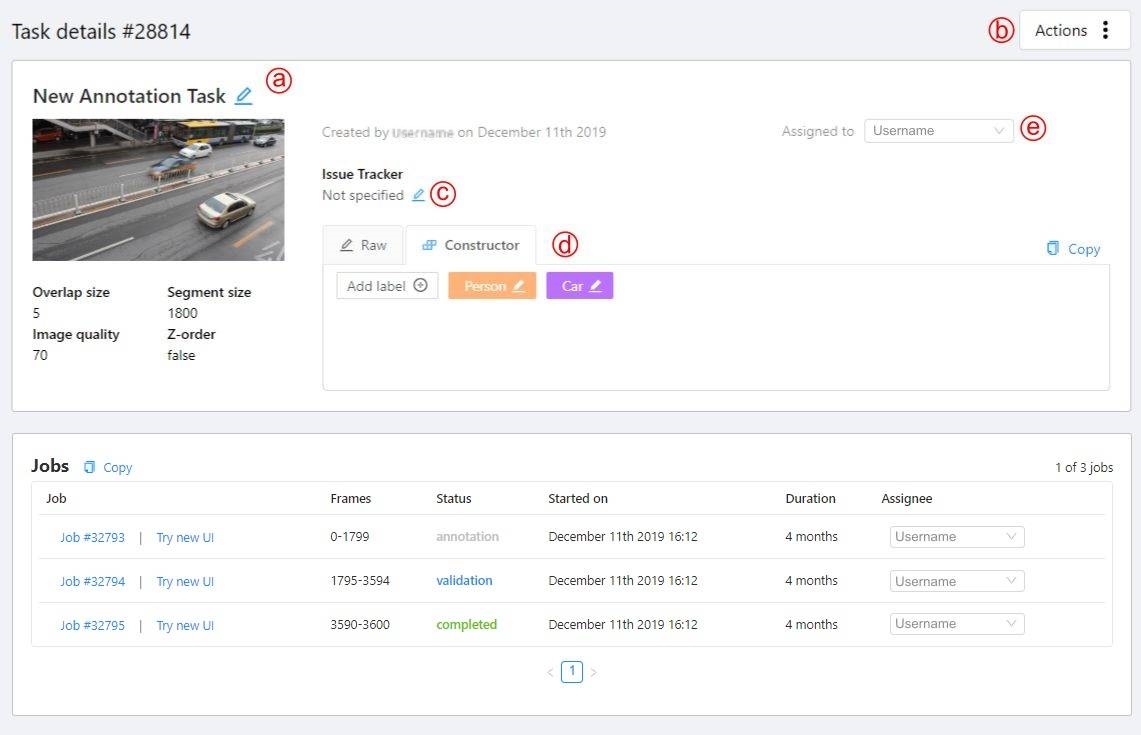 Task details #28814
ⓑ Actions
New Annotation Task ⓐ
Created by Username on December 11th 2019
Assigned to Username ⓔ
Issue Tracker
Not specified ⓒ
Raw Constructor ⓓ Copy
Add label Person Car
Overlap size Segment size
5 1800
Image quality Z-order
70 false
Jobs Copy 1 of 3 jobs
Job Frames Status Started on Duration Assignee
Job #32793 | Try new UI 0-1799 annotation December 11th 2019 16:12 4 months Username
Job #32794 | Try new UI 1795-3594 validation December 11th 2019 16:12 4 months Username
Job #32795 | Try new UI 3590-3600 completed December 11th 2019 16:12 4 months Username
< 1 >